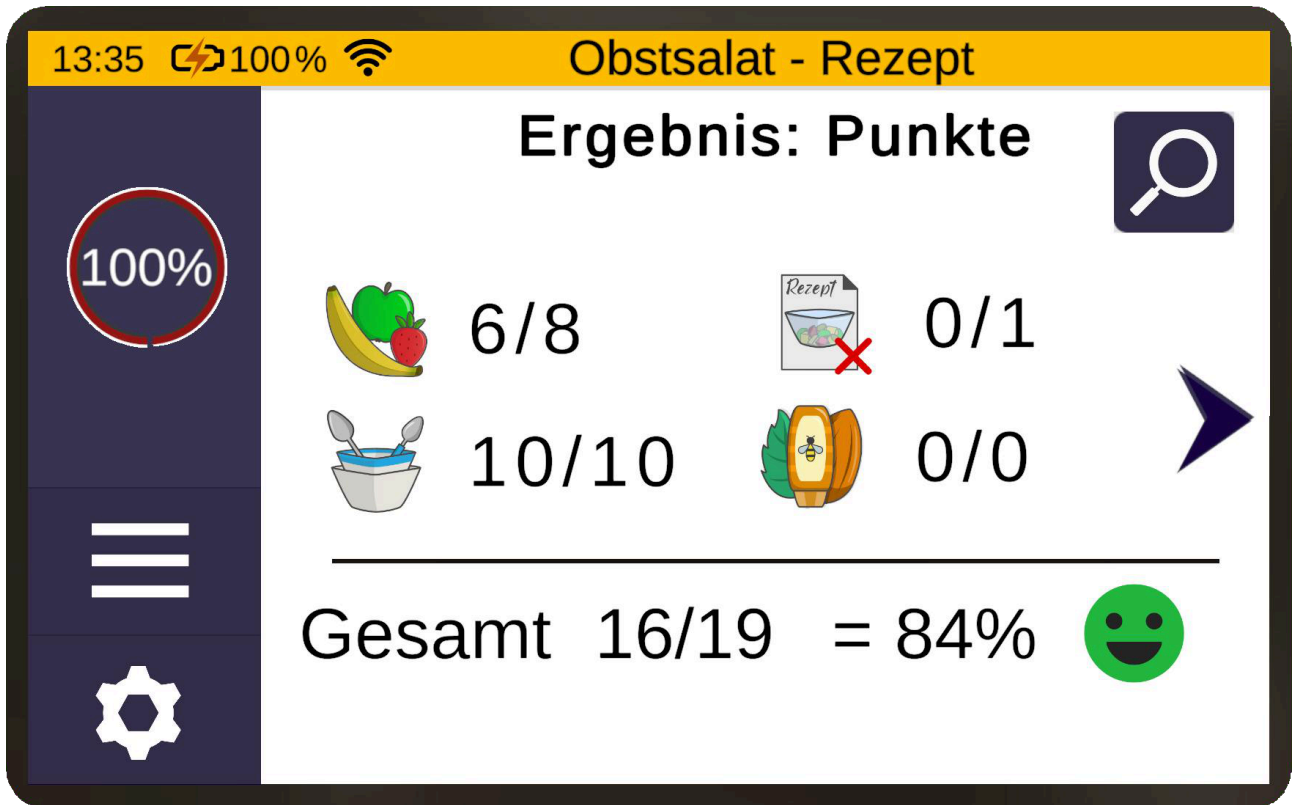 13:35 100% Obstsalat - Rezept
Ergebnis: Punkte
100%
6/8
Rezept
0/1
10/10
0/0
Gesamt 16/19 = 84%